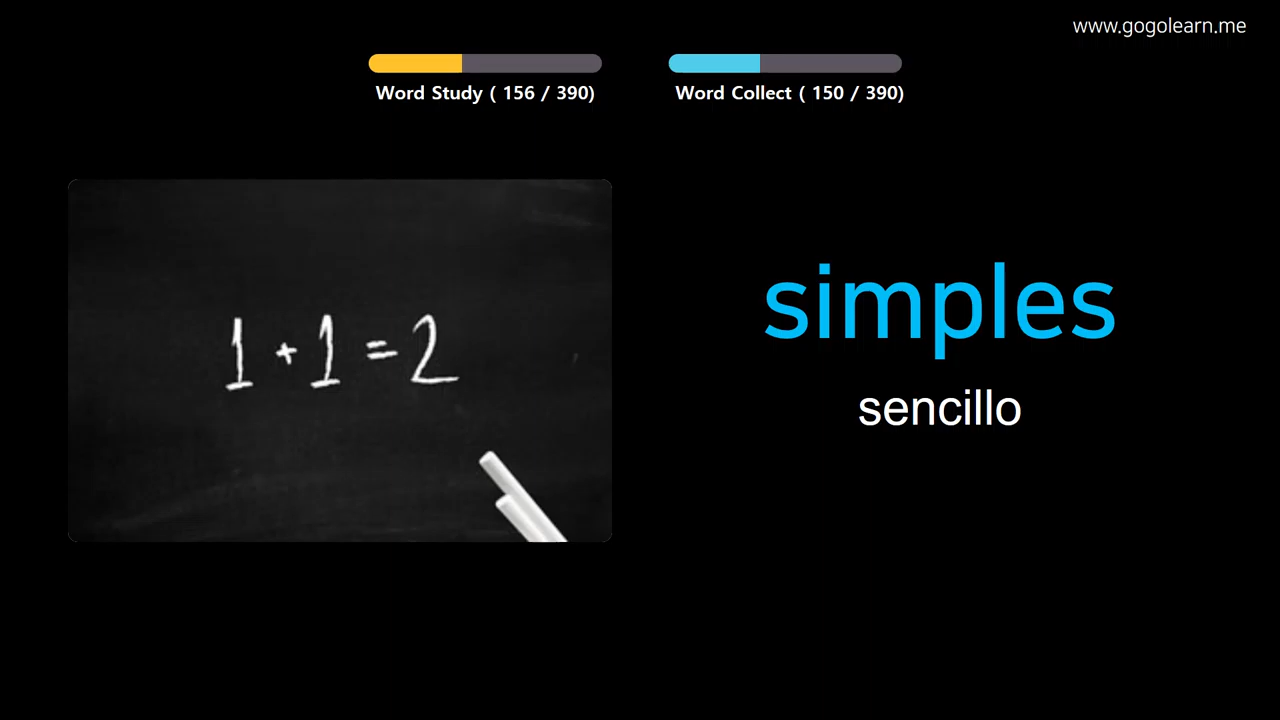 www.gogolearn.me
Word Study ( 156 / 390)
Word Collect ( 150 / 390)
1 + 1 = 2
simples
sencillo